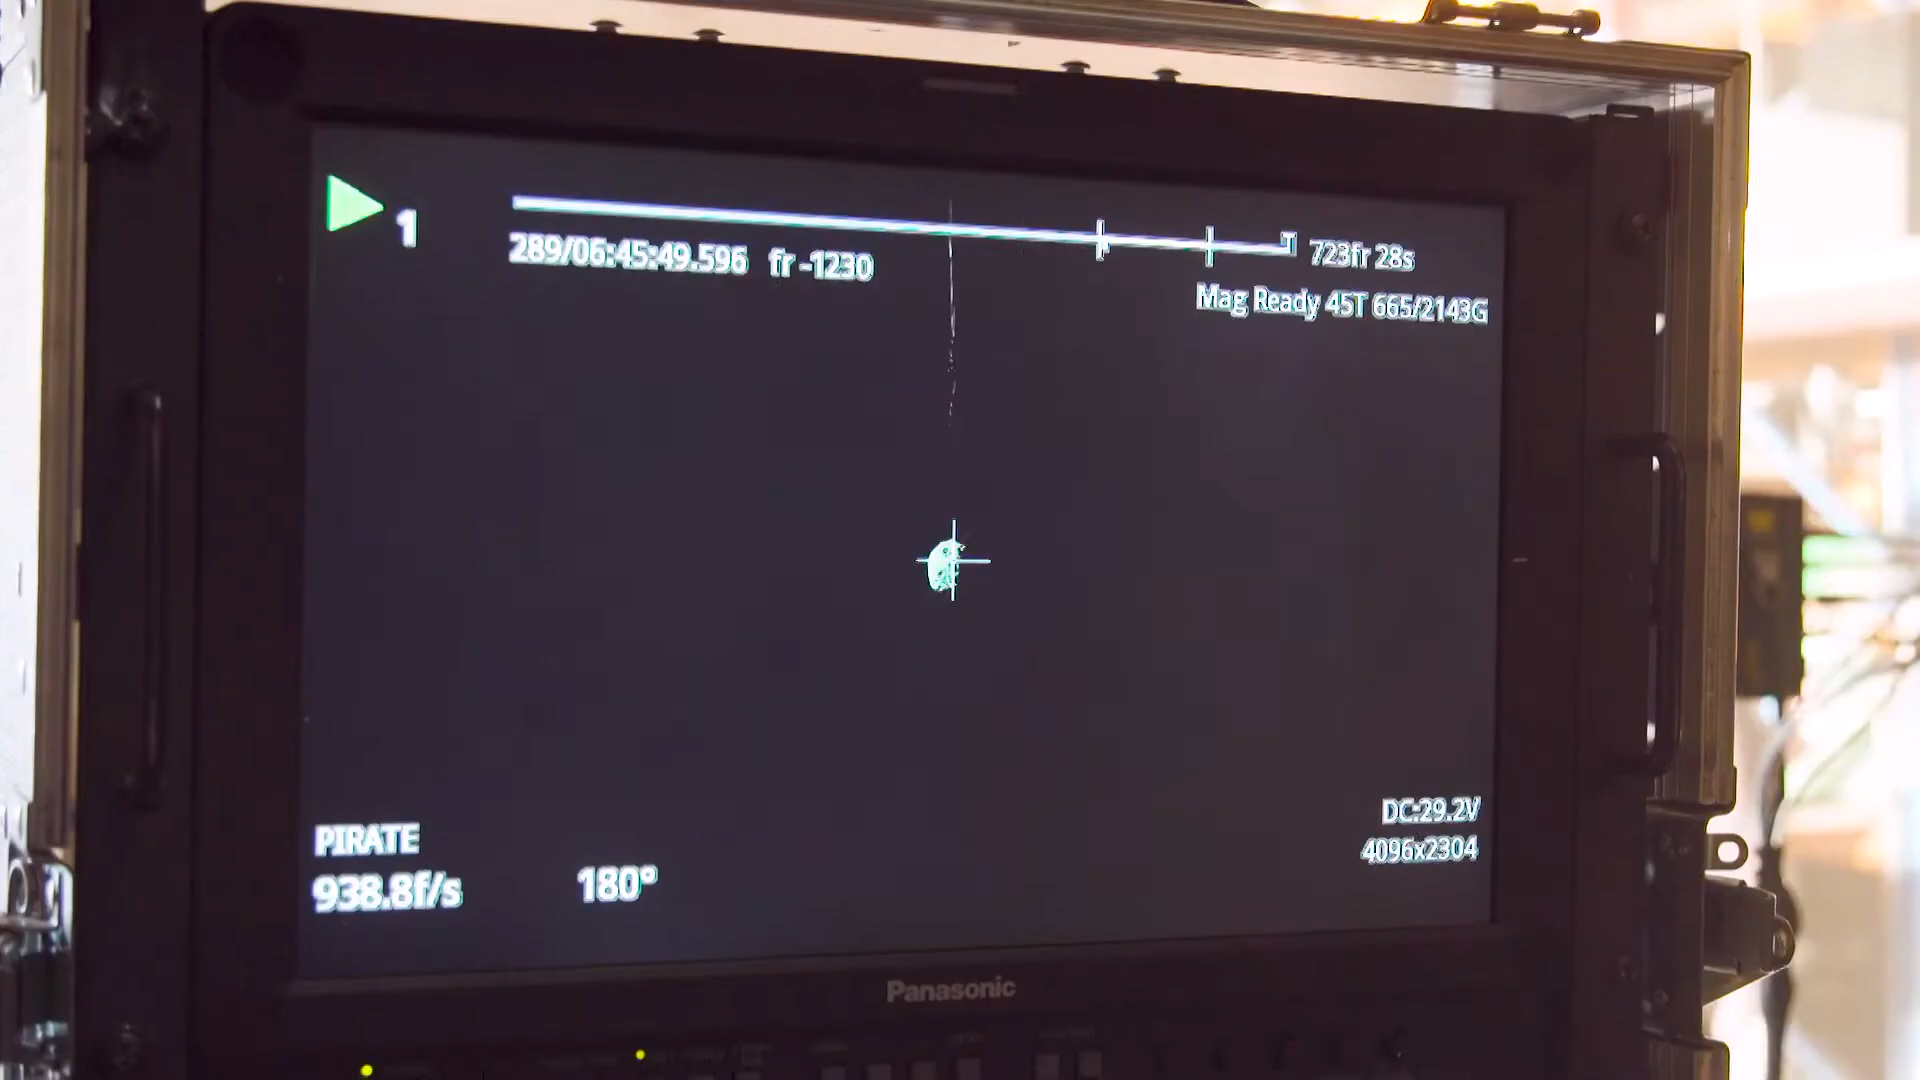 1
289/06:45:49.596 fr -1230
723fr 28s
Mag Ready 45T 665/2143G
PIRATE
938.8f/s 180°
DC:29.2V
4096x2304
Panasonic